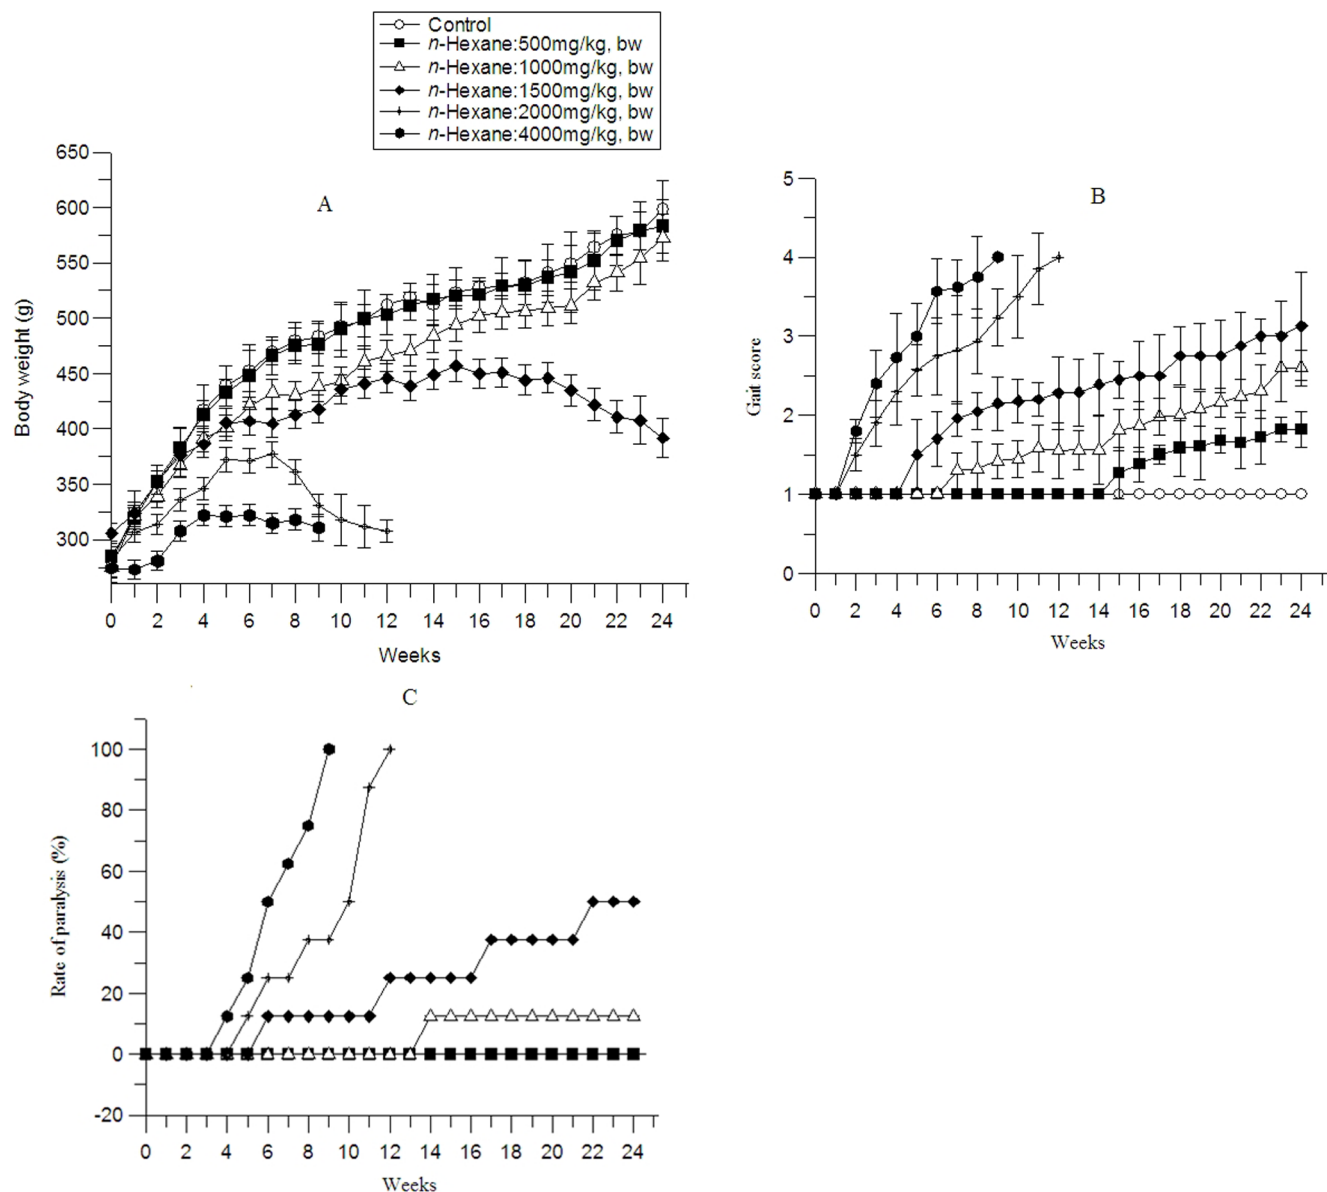 Control
n-Hexane:500mg/kg, bw
n-Hexane:1000mg/kg, bw
n-Hexane:1500mg/kg, bw
n-Hexane:2000mg/kg, bw
n-Hexane:4000mg/kg, bw
A
650
600
550
500
450
400
350
300
Body weight (g)
0 2 4 6 8 10 12 14 16 18 20 22 24
Weeks
B
5
4
3
2
1
0
Gait score
0 2 4 6 8 10 12 14 16 18 20 22 24
Weeks
C
100
80
60
40
20
0
-20
Rate of paralysis (%)
0 2 4 6 8 10 12 14 16 18 20 22 24
Weeks